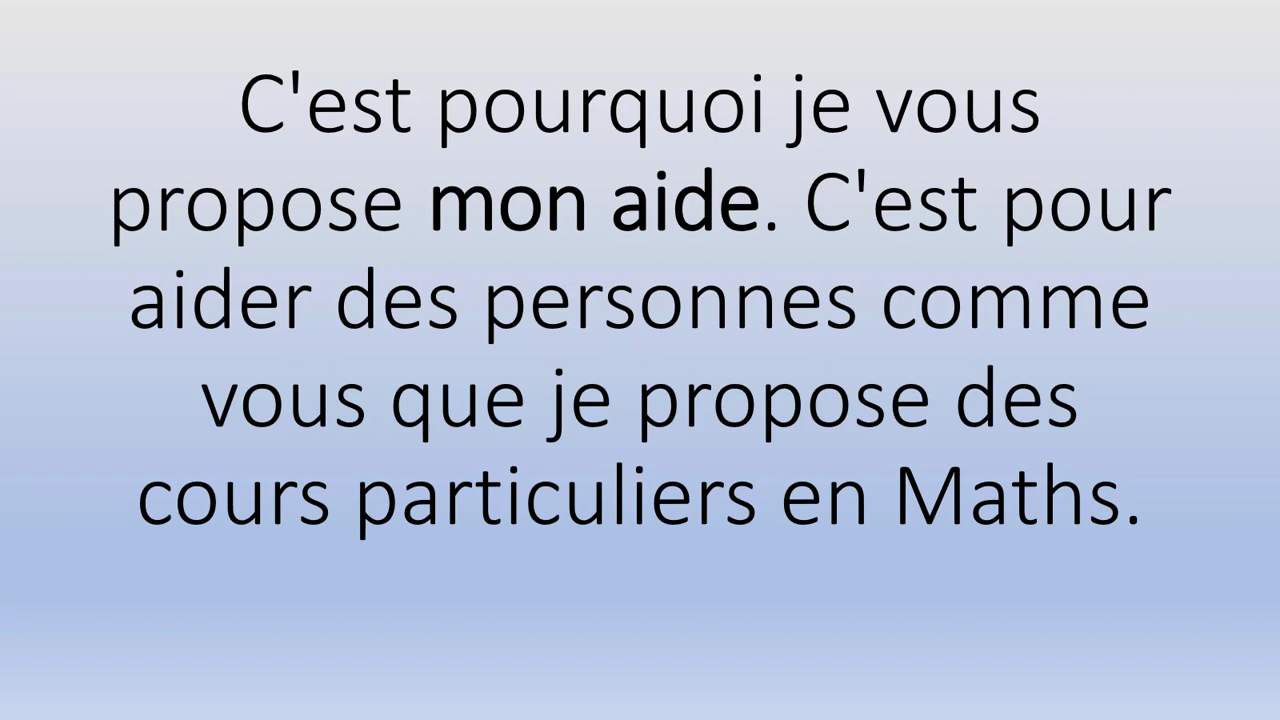 C'est pourquoi je vous
propose mon aide. C'est pour
aider des personnes comme
vous que je propose des
cours particuliers en Maths.